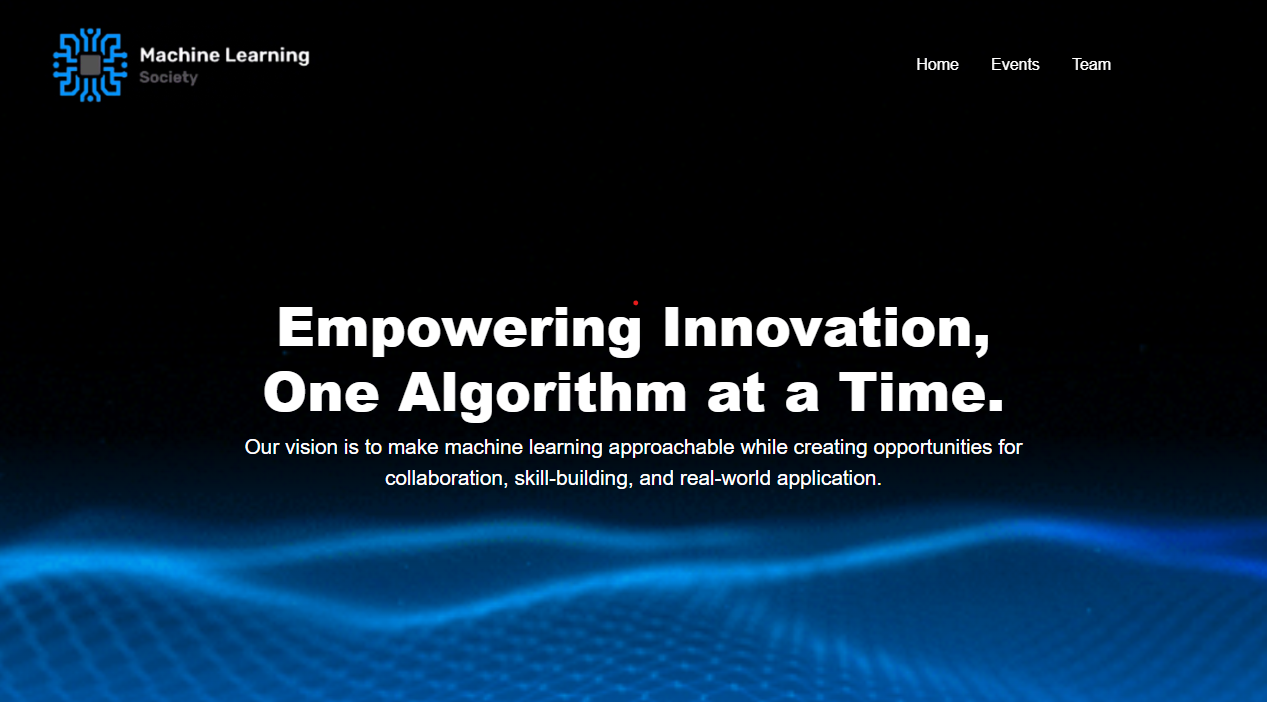 Machine Learning
Society
Home
Events
Team
Empowering Innovation,
One Algorithm at a Time.
Our vision is to make machine learning approachable while creating opportunities for
collaboration, skill-building, and real-world application.